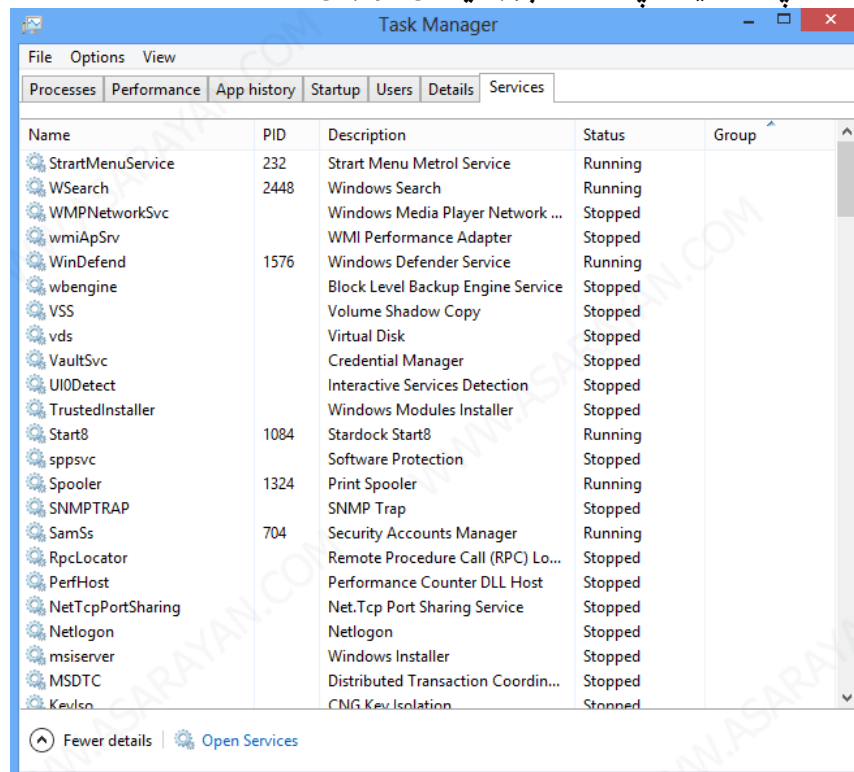 Task Manager
File Options View
Processes Performance App history Startup Users Details Services
Name PID Description Status Group
StrartMenuService 232 Strart Menu Metrol Service Running
WSearch 2448 Windows Search Running
WMPNetworkSvc Windows Media Player Network ... Stopped
wmiApSrv WMI Performance Adapter Stopped
WinDefend 1576 Windows Defender Service Running
wbengine Block Level Backup Engine Service Stopped
VSS Volume Shadow Copy Stopped
vds Virtual Disk Stopped
VaultSvc Credential Manager Stopped
UI0Detect Interactive Services Detection Stopped
TrustedInstaller Windows Modules Installer Stopped
Start8 1084 Stardock Start8 Running
sppsvc Software Protection Stopped
Spooler 1324 Print Spooler Running
SNMPTRAP SNMP Trap Stopped
SamSs 704 Security Accounts Manager Running
RpcLocator Remote Procedure Call (RPC) Lo... Stopped
PerfHost Performance Counter DLL Host Stopped
NetTcpPortSharing Net.Tcp Port Sharing Service Stopped
Netlogon Netlogon Stopped
msiserver Windows Installer Stopped
MSDTC Distributed Transaction Coordin... Stopped
KeyIso CNG Key Isolation Stopped
Fewer details Open Services
WWW.ASARAYAN.COM